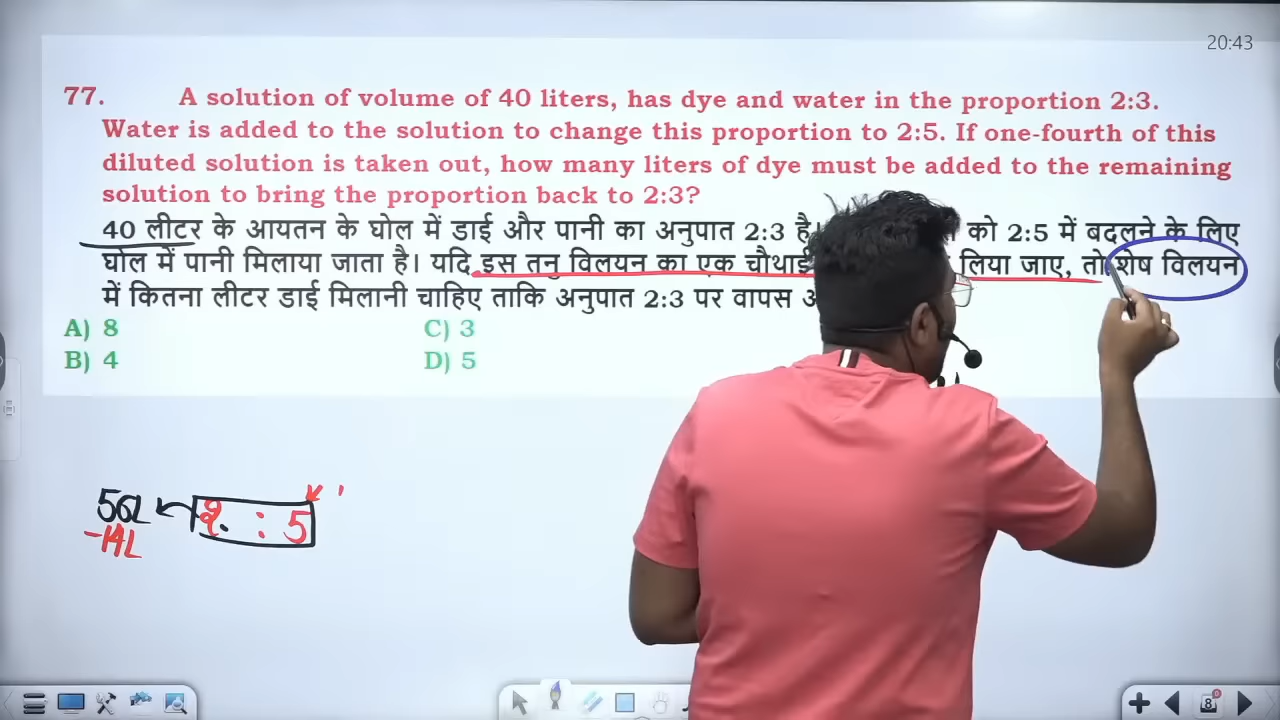 20:43
77. A solution of volume of 40 liters, has dye and water in the proportion 2:3.
Water is added to the solution to change this proportion to 2:5. If one-fourth of this
diluted solution is taken out, how many liters of dye must be added to the remaining
solution to bring the proportion back to 2:3?
40 लीटर के आयतन के घोल में डाई और पानी का अनुपात 2:3 है। को 2:5 में बदलने के लिए
घोल में पानी मिलाया जाता है। यदि इस तनु विलयन का एक चौथाई लिया जाए, तो शेष विलयन
में कितना लीटर डाई मिलानी चाहिए ताकि अनुपात 2:3 पर वापस
A) 8 C) 3
B) 4 D) 5
56L 2 : 5
-14L
8